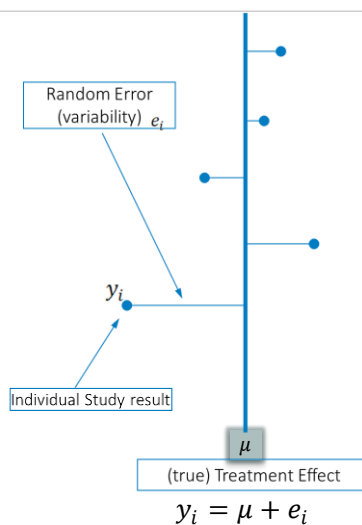 Random Error
(variability) eᵢ
yᵢ
Individual Study result
μ
(true) Treatment Effect
yᵢ = μ + eᵢ